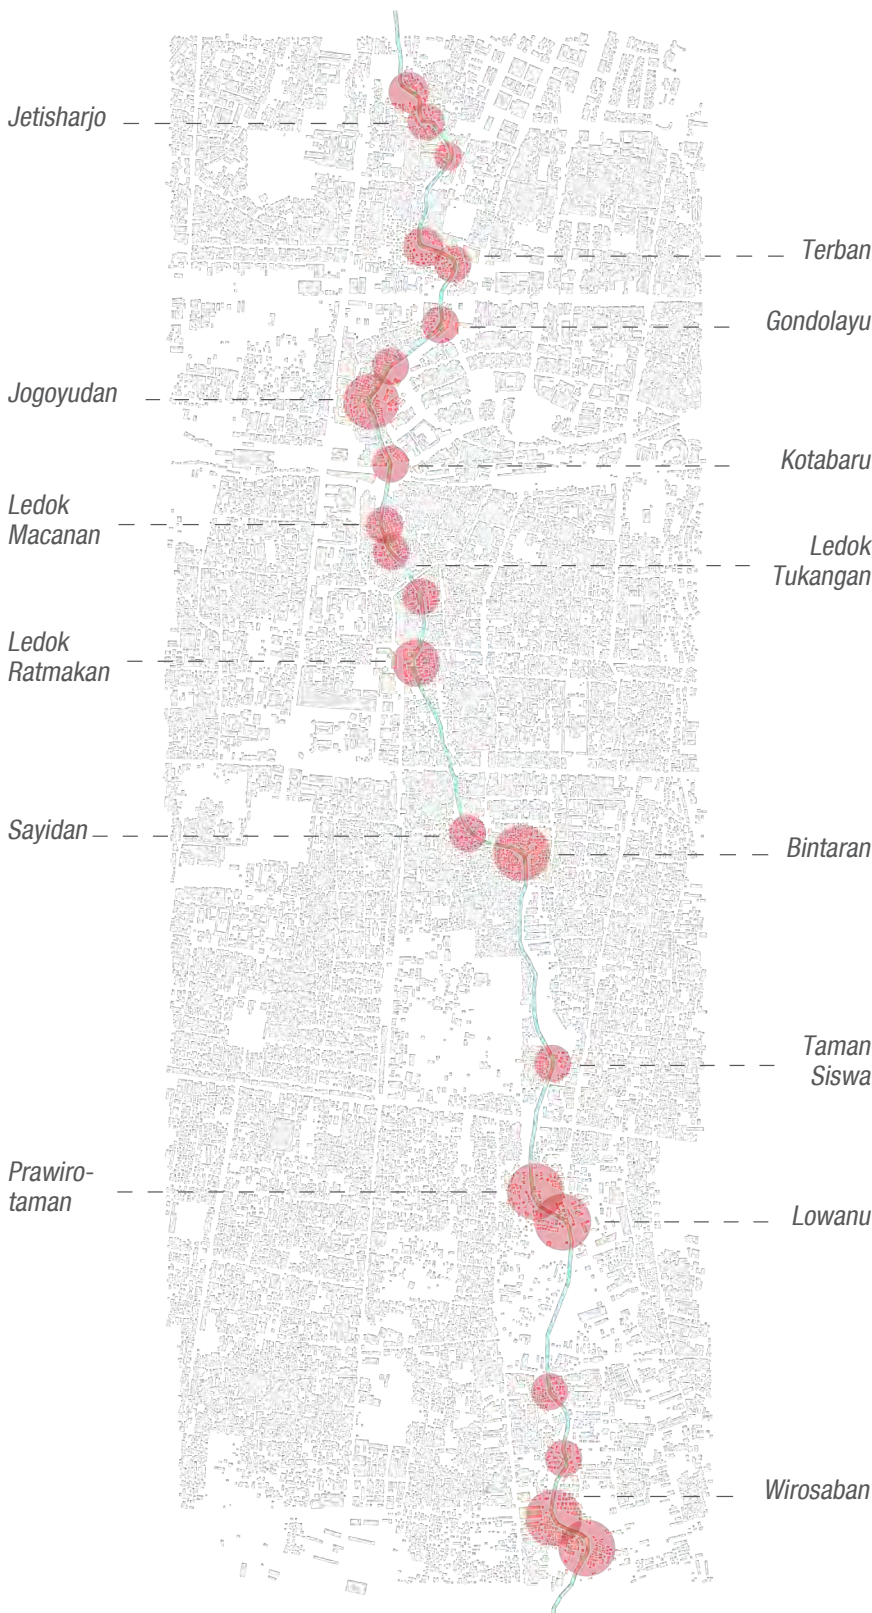 Jetisharjo
Terban
Gondolayu
Jogoyudan
Kotabaru
Ledok
Macanan
Ledok
Tukangan
Ledok
Ratmakan
Sayidan
Bintaran
Taman
Siswa
Prawiro-
taman
Lowanu
Wirosaban